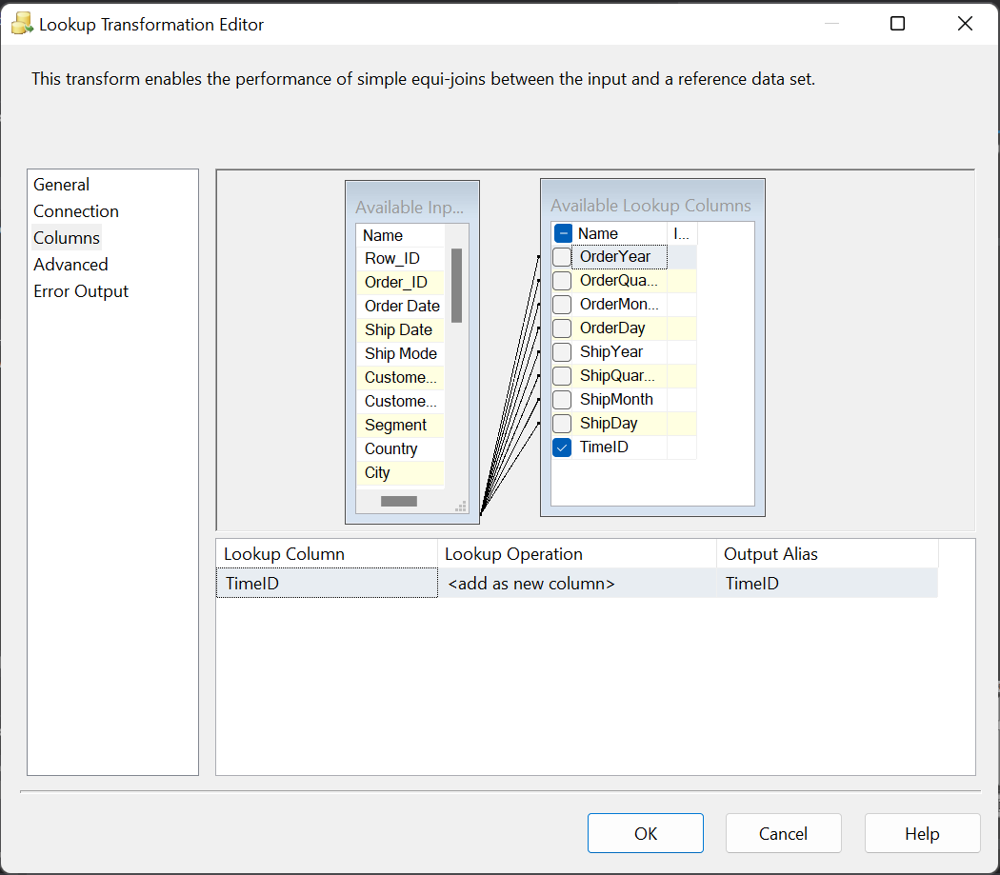 Lookup Transformation Editor
This transform enables the performance of simple equi-joins between the input and a reference data set.
General
Connection
Columns
Advanced
Error Output
Available Inp...
Name
Row_ID
Order_ID
Order Date
Ship Date
Ship Mode
Custome...
Custome...
Segment
Country
City
Available Lookup Columns
Name I...
OrderYear
OrderQua...
OrderMon...
OrderDay
ShipYear
ShipQuar...
ShipMonth
ShipDay
TimeID
Lookup Column Lookup Operation Output Alias
TimeID <add as new column> TimeID
OK Cancel Help